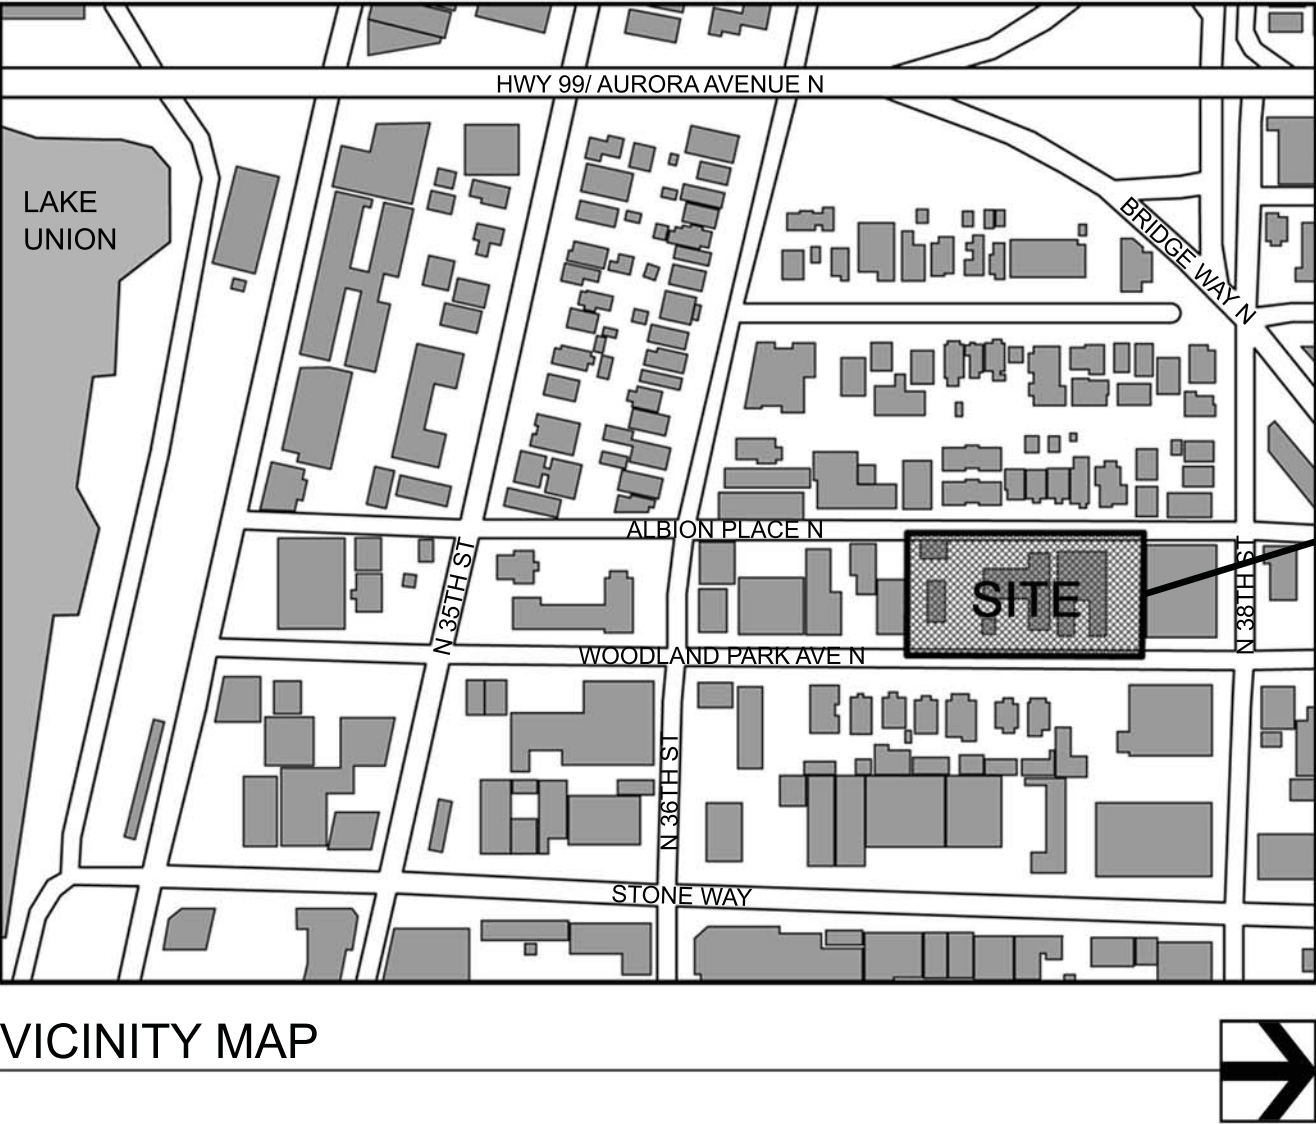 HWY 99/ AURORA AVENUE N
LAKE
UNION
BRIDGE WAY N
ALBION PLACE N
N 35TH ST
SITE
N 38TH ST
WOODLAND PARK AVE N
N 36TH ST
STONE WAY
VICINITY MAP